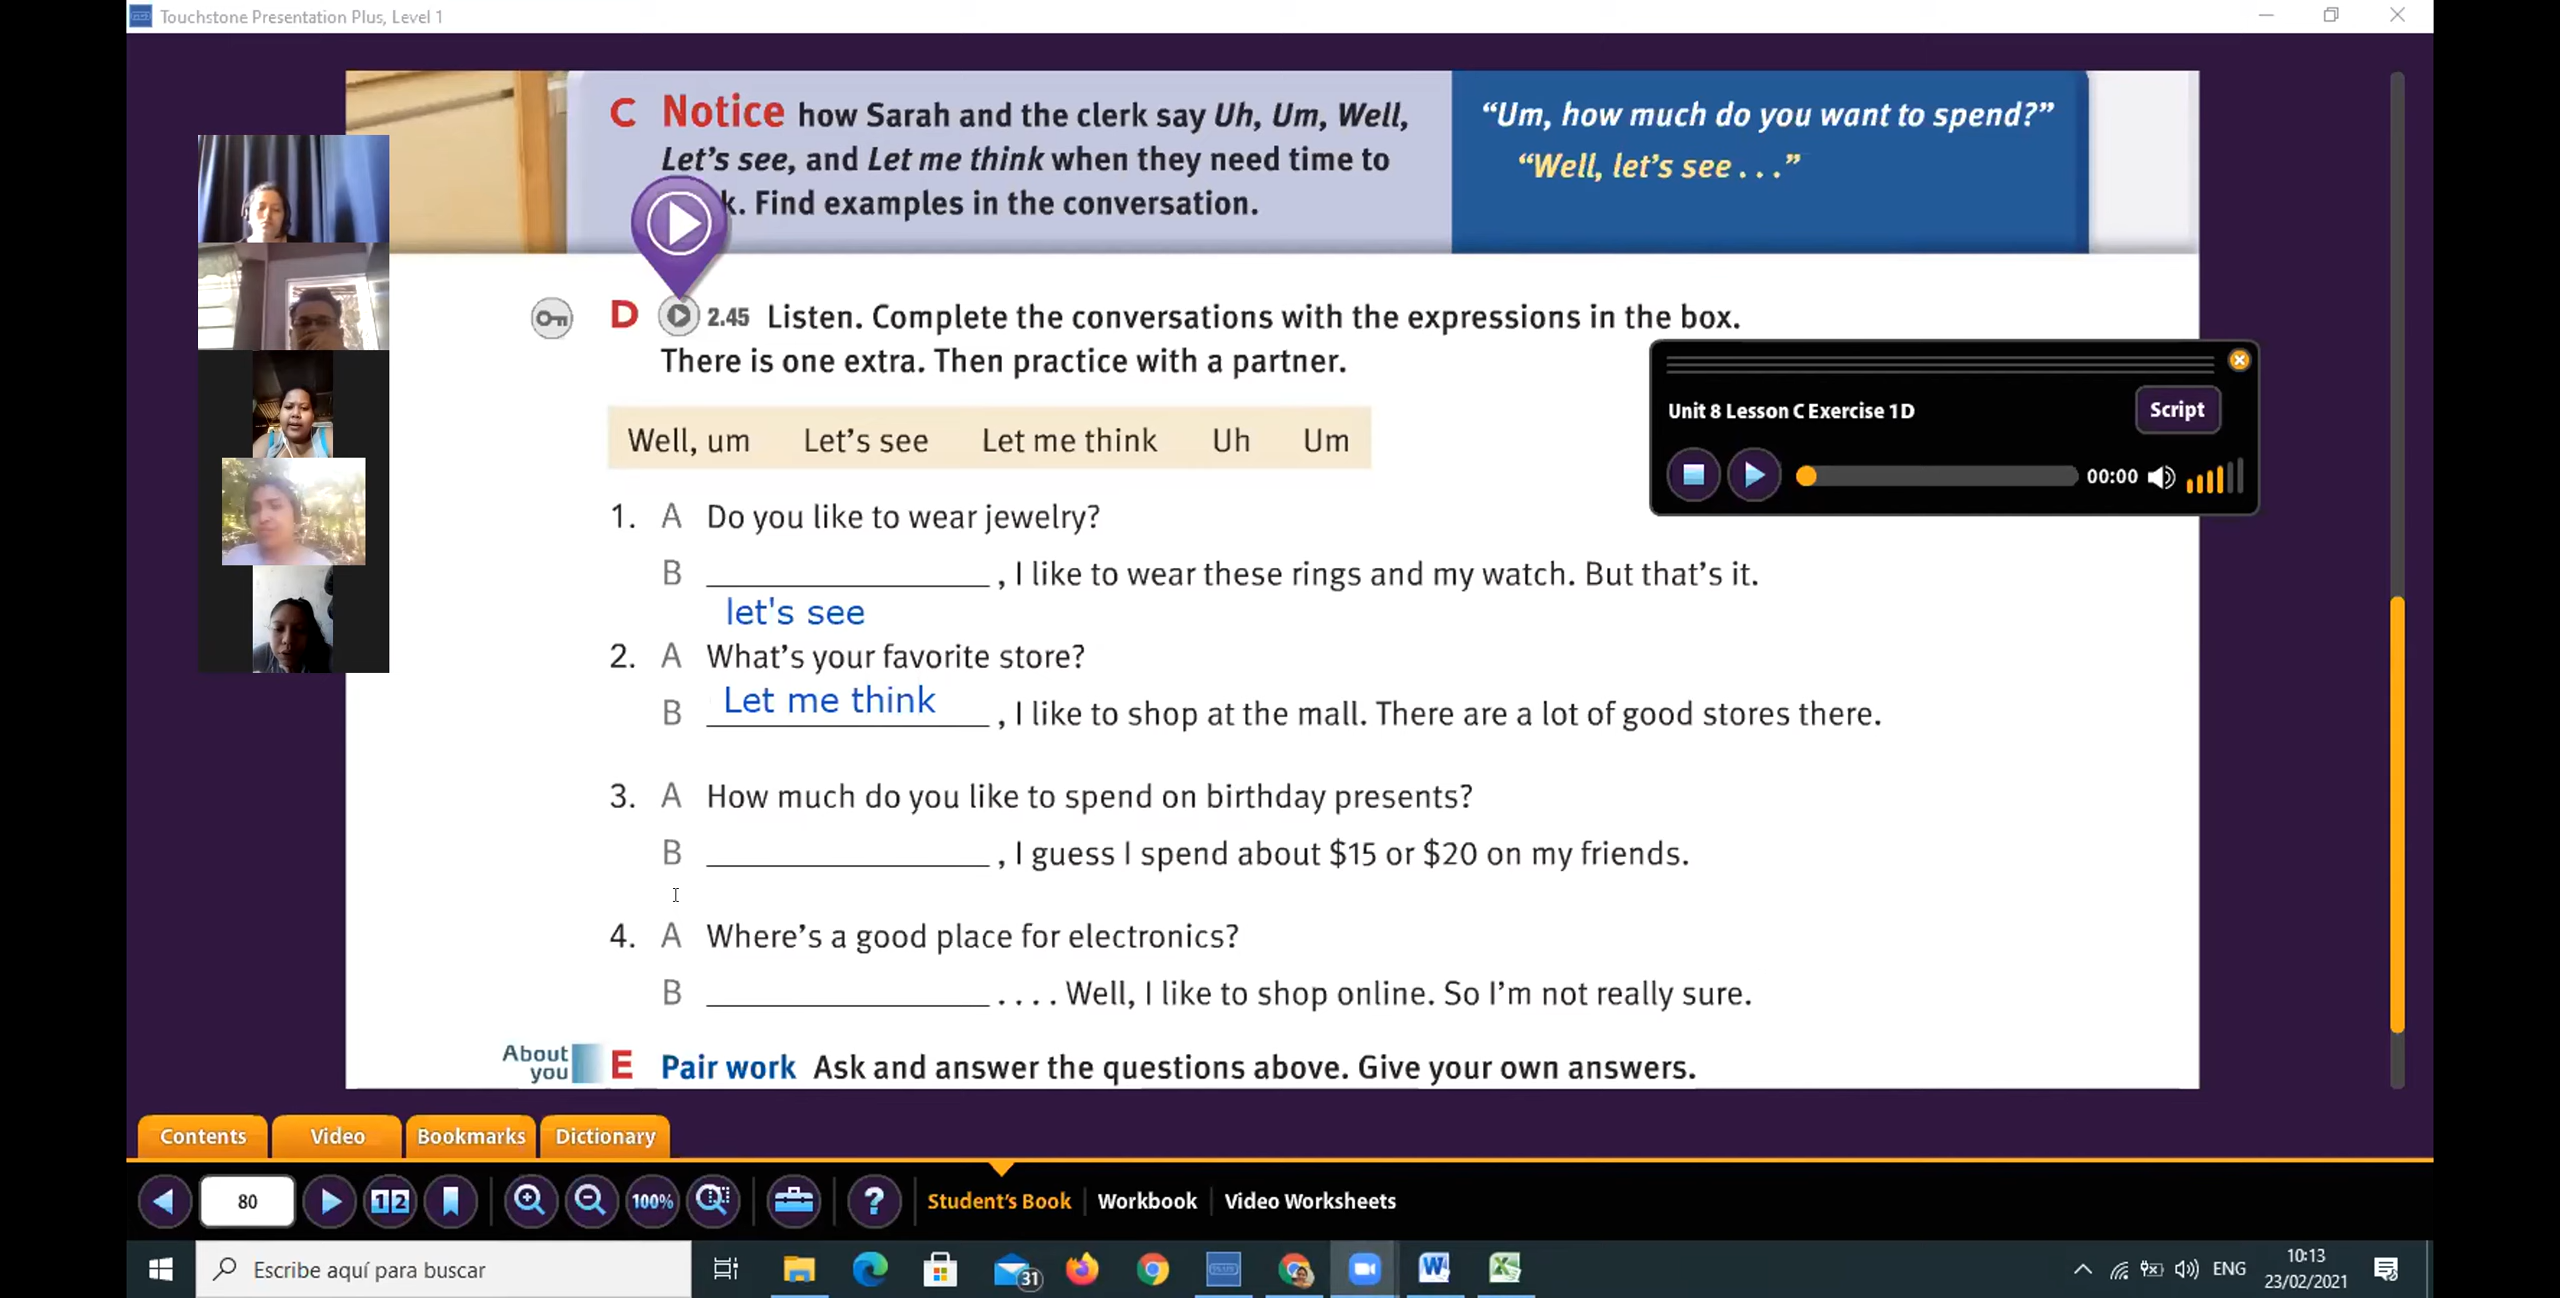 Touchstone Presentation Plus, Level 1
C Notice how Sarah and the clerk say Uh, Um, Well,
Let's see, and Let me think when they need time to
k. Find examples in the conversation.
“Um, how much do you want to spend?”
“Well, let's see . . .”
D 2.45 Listen. Complete the conversations with the expressions in the box.
There is one extra. Then practice with a partner.
Unit 8 Lesson C Exercise 1D
Script
00:00
Well, um Let's see Let me think Uh Um
1. A Do you like to wear jewelry?
B ____________, I like to wear these rings and my watch. But that's it.
let's see
2. A What's your favorite store?
B Let me think, I like to shop at the mall. There are a lot of good stores there.
3. A How much do you like to spend on birthday presents?
B ____________, I guess I spend about $15 or $20 on my friends.
4. A Where's a good place for electronics?
B ____________ . . . . Well, I like to shop online. So I'm not really sure.
About
you
E Pair work Ask and answer the questions above. Give your own answers.
Contents Video Bookmarks Dictionary
80 12 100% ? Student's Book Workbook Video Worksheets
Escribe aquí para buscar
31
ENG
10:13
23/02/2021